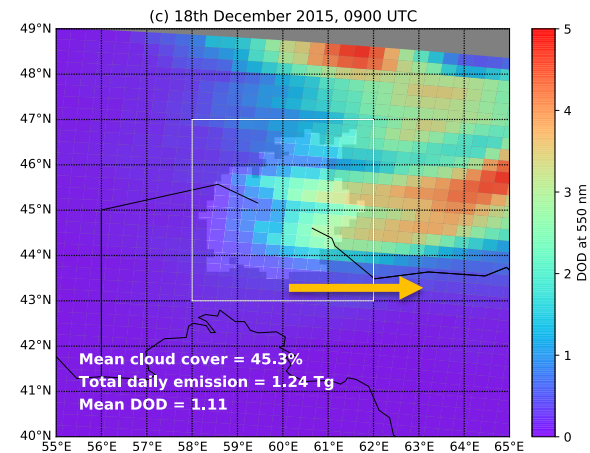 (c) 18th December 2015, 0900 UTC
49°N
48°N
47°N
46°N
45°N
44°N
43°N
42°N
41°N
40°N
Mean cloud cover = 45.3%
Total daily emission = 1.24 Tg
Mean DOD = 1.11
55°E 56°E 57°E 58°E 59°E 60°E 61°E 62°E 63°E 64°E 65°E
5
4
3
2
1
0
DOD at 550 nm